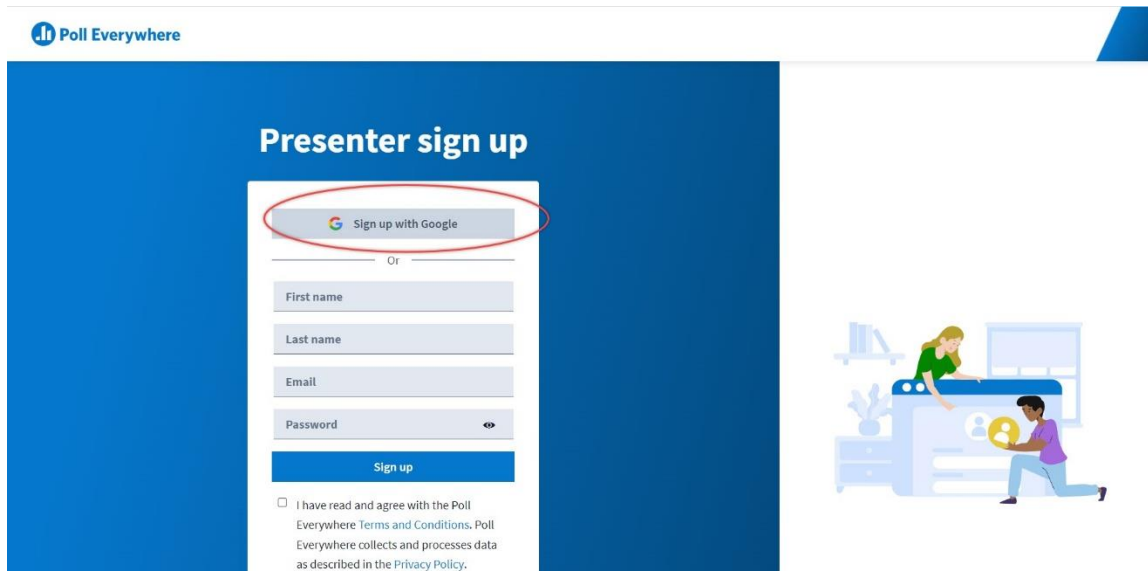 Poll Everywhere
Presenter sign up
Sign up with Google
Or
First name
Last name
Email
Password
Sign up
I have read and agree with the Poll
Everywhere Terms and Conditions. Poll
Everywhere collects and processes data
as described in the Privacy Policy.